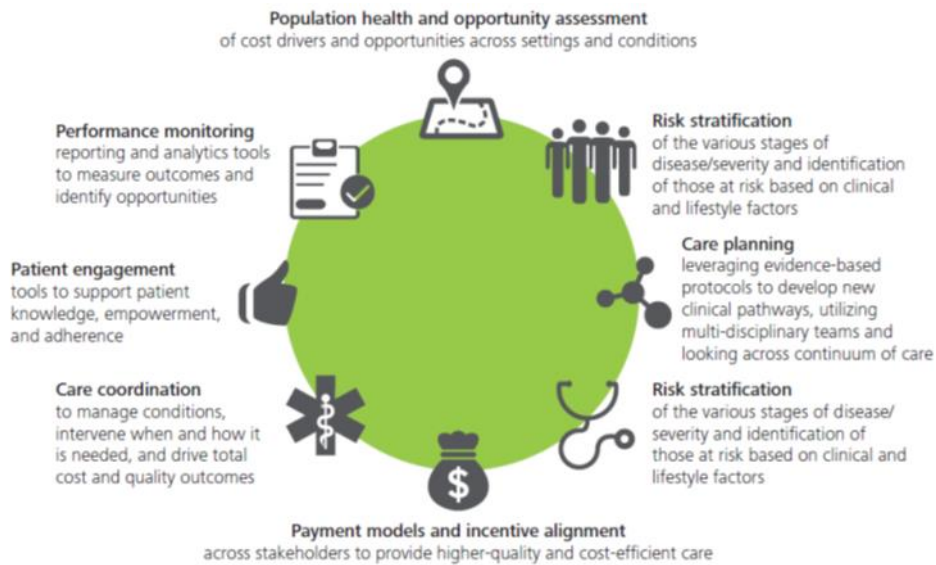 Population health and opportunity assessment
of cost drivers and opportunities across settings and conditions
Risk stratification
of the various stages of
disease/severity and identification
of those at risk based on clinical
and lifestyle factors
Care planning
leveraging evidence-based
protocols to develop new
clinical pathways, utilizing
multi-disciplinary teams and
looking across continuum of care
Risk stratification
of the various stages of disease/
severity and identification of
those at risk based on clinical and
lifestyle factors
$
Payment models and incentive alignment
across stakeholders to provide higher-quality and cost-efficient care
Care coordination
to manage conditions,
intervene when and how it
is needed, and drive total
cost and quality outcomes
Patient engagement
tools to support patient
knowledge, empowerment,
and adherence
Performance monitoring
reporting and analytics tools
to measure outcomes and
identify opportunities